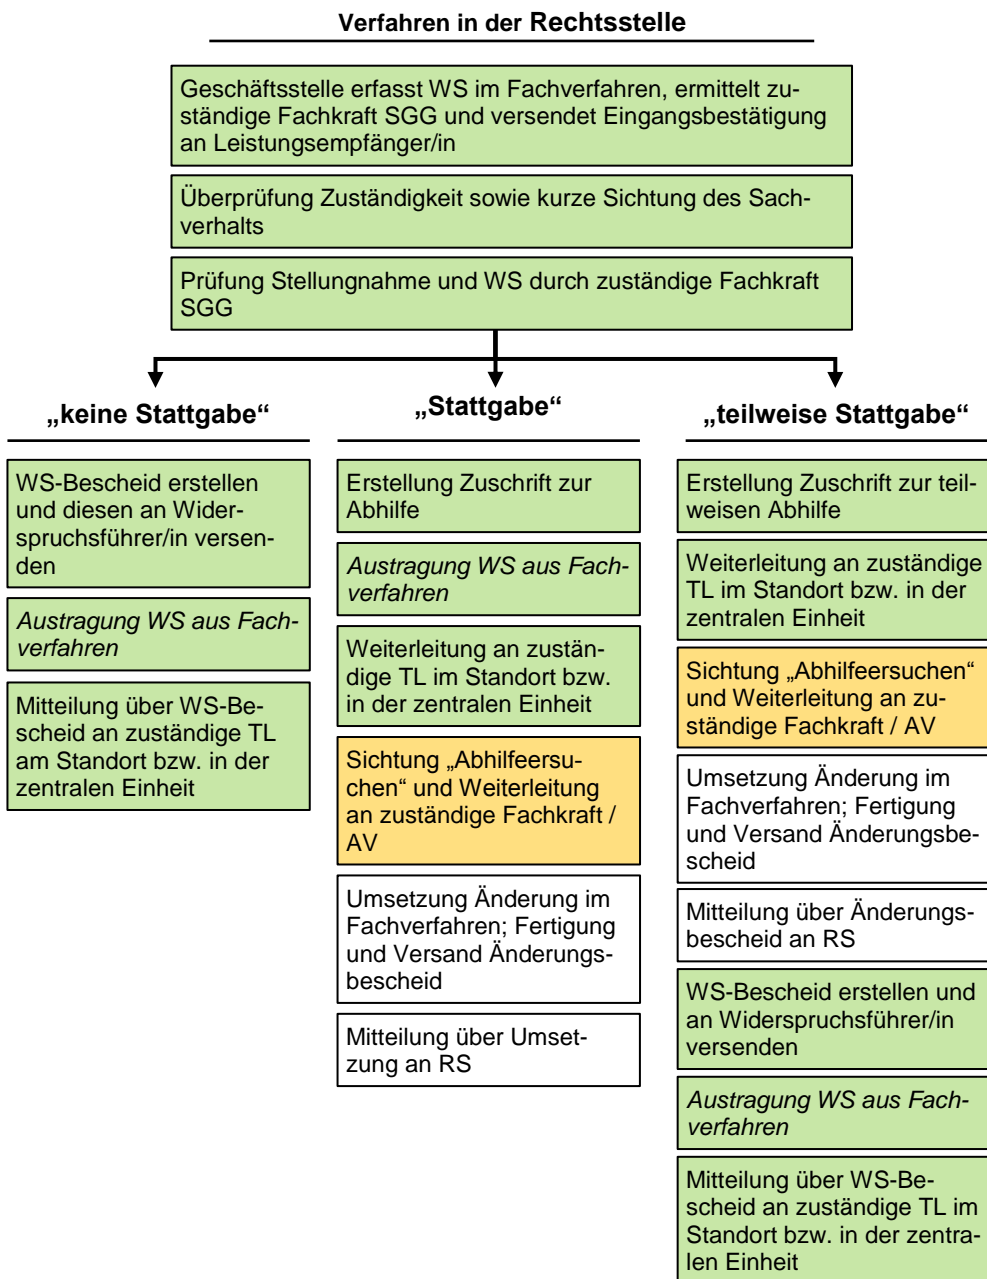 Verfahren in der Rechtsstelle
Geschäftsstelle erfasst WS im Fachverfahren, ermittelt zu-
ständige Fachkraft SGG und versendet Eingangsbestätigung
an Leistungsempfänger/in
Überprüfung Zuständigkeit sowie kurze Sichtung des Sach-
verhalts
Prüfung Stellungnahme und WS durch zuständige Fachkraft
SGG
„keine Stattgabe“
WS-Bescheid erstellen
und diesen an Wider-
spruchsführer/in versen-
den
Austragung WS aus Fach-
verfahren
Mitteilung über WS-Be-
scheid an zuständige TL
am Standort bzw. in der
zentralen Einheit
„Stattgabe“
Erstellung Zuschrift zur
Abhilfe
Austragung WS aus Fach-
verfahren
Weiterleitung an zustän-
dige TL im Standort bzw.
in der zentralen Einheit
Sichtung „Abhilfeersu-
chen“ und Weiterleitung
an zuständige Fachkraft /
AV
Umsetzung Änderung im
Fachverfahren; Fertigung
und Versand Änderungs-
bescheid
Mitteilung über Umset-
zung an RS
„teilweise Stattgabe“
Erstellung Zuschrift zur teil-
weisen Abhilfe
Weiterleitung an zuständige
TL im Standort bzw. in der
zentralen Einheit
Sichtung „Abhilfeersuchen“
und Weiterleitung an zu-
ständige Fachkraft / AV
Umsetzung Änderung im
Fachverfahren; Fertigung
und Versand Änderungsbe-
scheid
Mitteilung über Änderungs-
bescheid an RS
WS-Bescheid erstellen und
an Widerspruchsführer/in
versenden
Austragung WS aus Fach-
verfahren
Mitteilung über WS-Be-
scheid an zuständige TL im
Standort bzw. in der zentra-
len Einheit